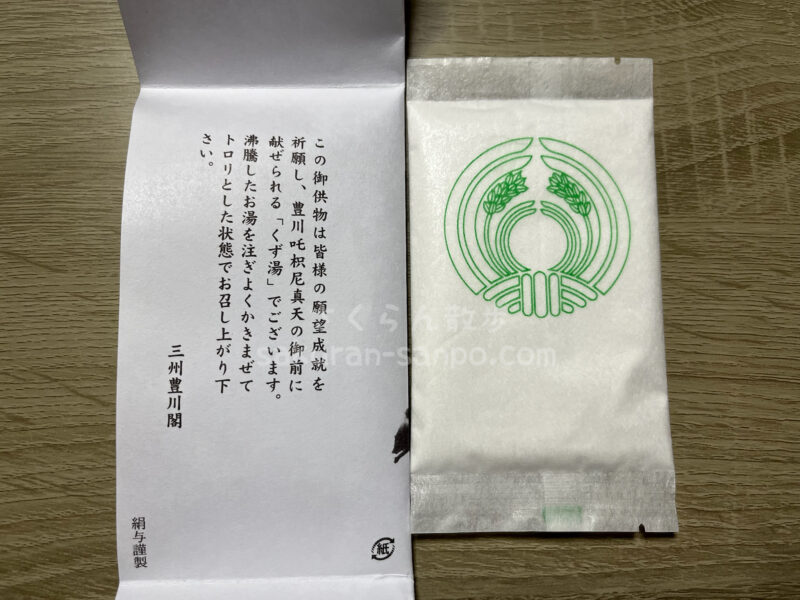 この御供物は皆様の願望成就を
祈願し、豊川吒枳尼真天の御前に
献ぜられる「くず湯」でございます。
沸騰したお湯を注ぎよくかきまぜて
トロリとした状態でお召し上がり下
さい。
三州豊川閣
絹与謹製
紙
さくらん散歩
sakuran-sanpo.com